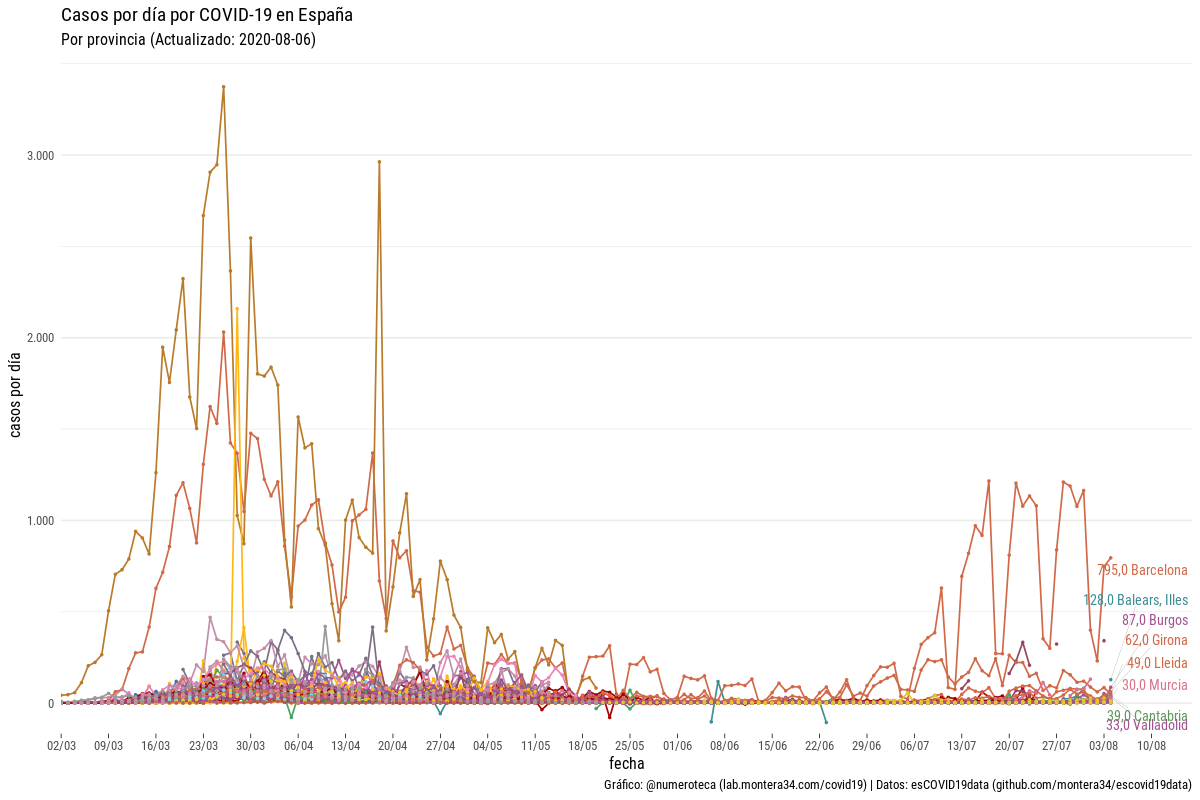 Casos por día por COVID-19 en España
Por provincia (Actualizado: 2020-08-06)
casos por día
3.000
2.000
1.000
0
795,0 Barcelona
128,0 Balears, Illes
87,0 Burgos
62,0 Girona
49,0 Lleida
30,0 Murcia
39,0 Cantabria
33,0 Valladolid
02/03 09/03 16/03 23/03 30/03 06/04 13/04 20/04 27/04 04/05 11/05 18/05 25/05 01/06 08/06 15/06 22/06 29/06 06/07 13/07 20/07 27/07 03/08 10/08
fecha
Gráfico: @numeroteca (lab.montera34.com/covid19) | Datos: esCOVID19data (github.com/montera34/escovid19data)